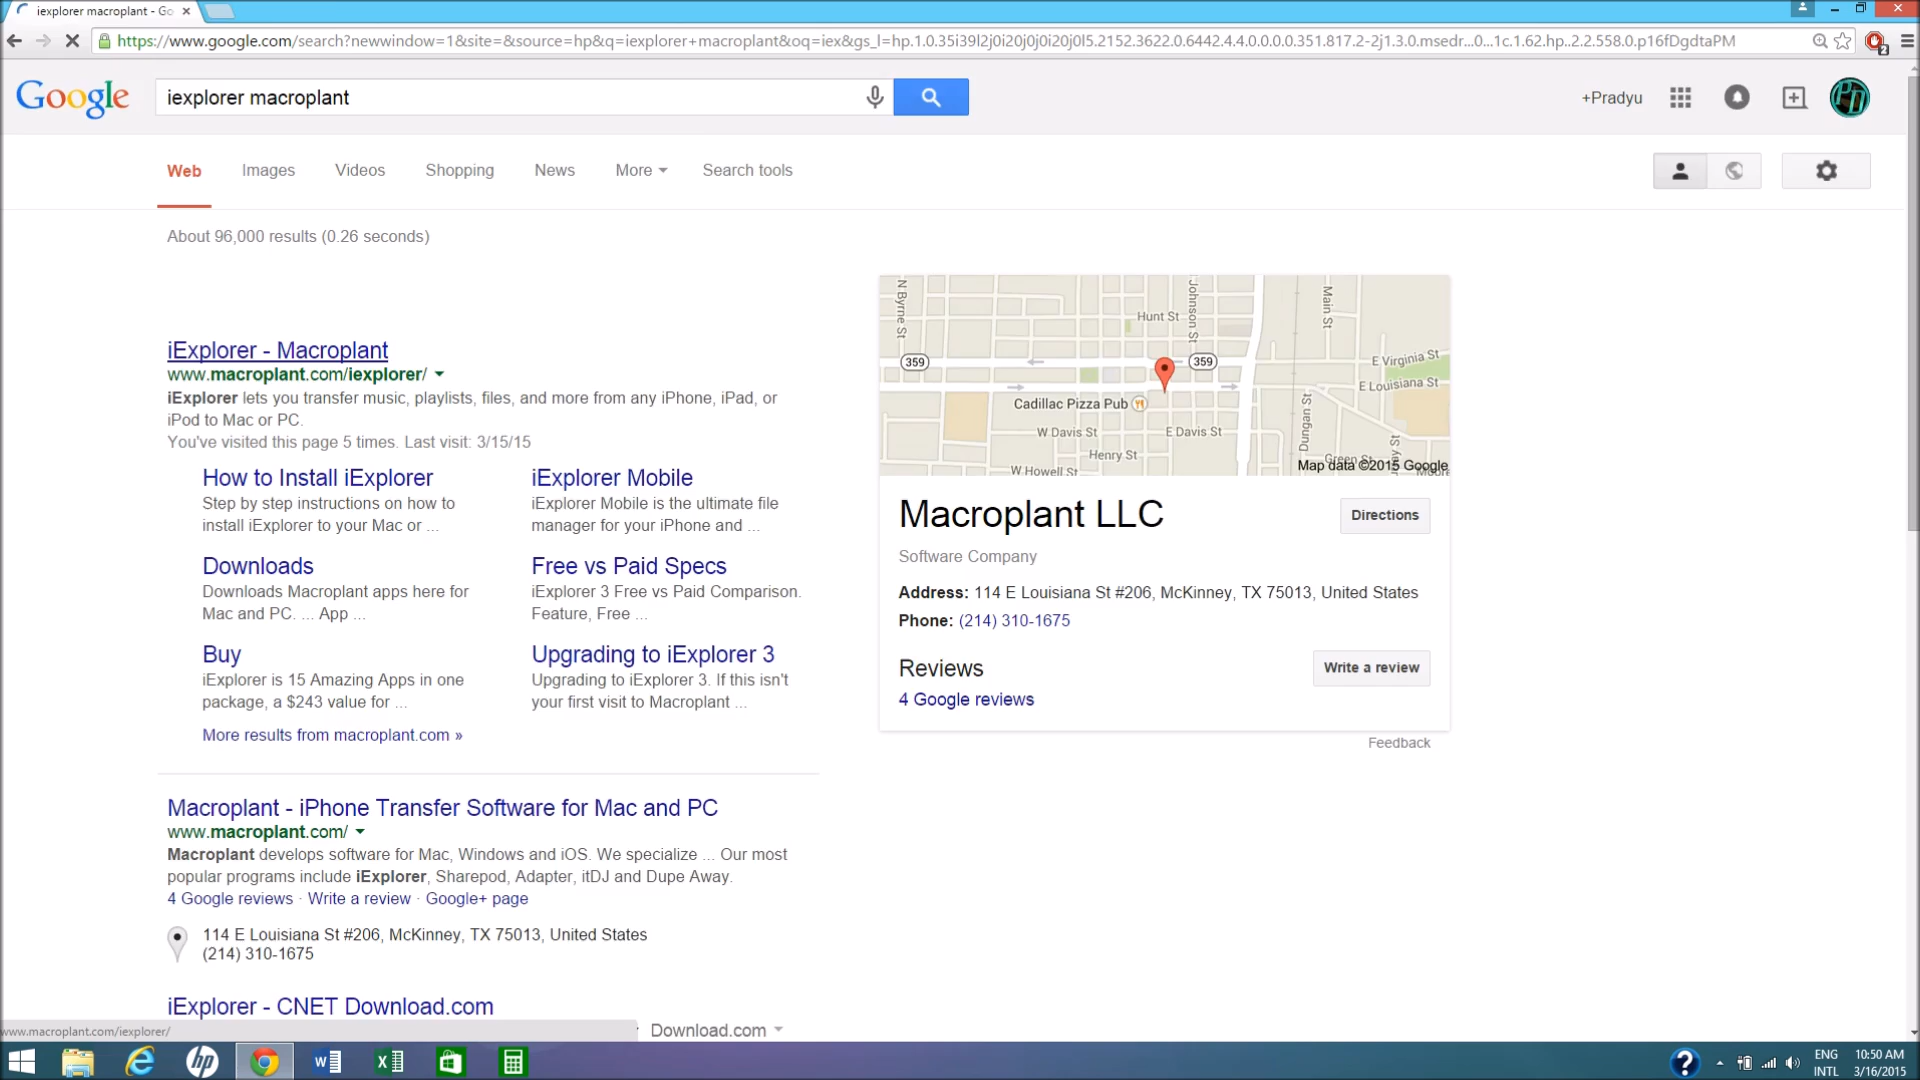 iexplorer macroplant - Go
https://www.google.com/search?newwindow=1&site=&source=hp&q=iexplorer+macroplant&oq=iex&gs_l=hp.1.0.35i39l2j0i20j0j0i20j0l5.2152.3622.0.6442.4.4.0.0.0.0.351.817.2-2j1.3.0.msedr...0...1c.1.62.hp..2.2.558.0.p16fDgdtaPM
2
Google
iexplorer macroplant
+Pradyu
Web Images Videos Shopping News More Search tools
About 96,000 results (0.26 seconds)
iExplorer - Macroplant
www.macroplant.com/iexplorer/
iExplorer lets you transfer music, playlists, files, and more from any iPhone, iPad, or
iPod to Mac or PC.
You've visited this page 5 times. Last visit: 3/15/15
How to Install iExplorer
Step by step instructions on how to
install iExplorer to your Mac or ...
iExplorer Mobile
iExplorer Mobile is the ultimate file
manager for your iPhone and ...
Downloads
Downloads Macroplant apps here for
Mac and PC. ... App ...
Free vs Paid Specs
iExplorer 3 Free vs Paid Comparison.
Feature, Free ...
Buy
iExplorer is 15 Amazing Apps in one
package, a $243 value for ...
Upgrading to iExplorer 3
Upgrading to iExplorer 3. If this isn't
your first visit to Macroplant ...
More results from macroplant.com »
Macroplant - iPhone Transfer Software for Mac and PC
www.macroplant.com/
Macroplant develops software for Mac, Windows and iOS. We specialize ... Our most
popular programs include iExplorer, Sharepod, Adapter, itDJ and Dupe Away.
4 Google reviews · Write a review · Google+ page
114 E Louisiana St #206, McKinney, TX 75013, United States
(214) 310-1675
iExplorer - CNET Download.com
Download.com
www.macroplant.com/iexplorer/
N Byrne St
Johnson St
Main St
Hunt St
359
359
E Virginia St
E Louisiana St
Cadillac Pizza Pub
W Davis St
E Davis St
Dungan St
Henry St
Green St
W Howell St
Map data ©2015 Google
Macroplant LLC
Directions
Software Company
Address: 114 E Louisiana St #206, McKinney, TX 75013, United States
Phone: (214) 310-1675
Reviews
Write a review
4 Google reviews
Feedback
hp
ENG
INTL
10:50 AM
3/16/2015